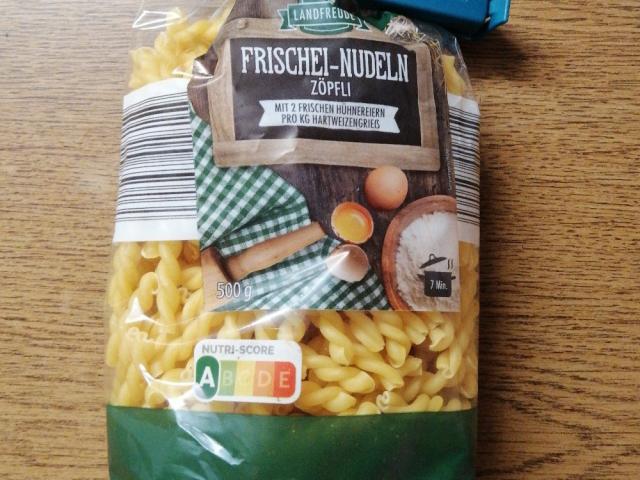 LANDFREUDE
FRISCHEI-NUDELN
ZÖPFLI
MIT 2 FRISCHEN HÜHNEREIERN
PRO KG HARTWEIZENGRIEẞ
500 g
7 Min.
NUTRI-SCORE
A B C D E